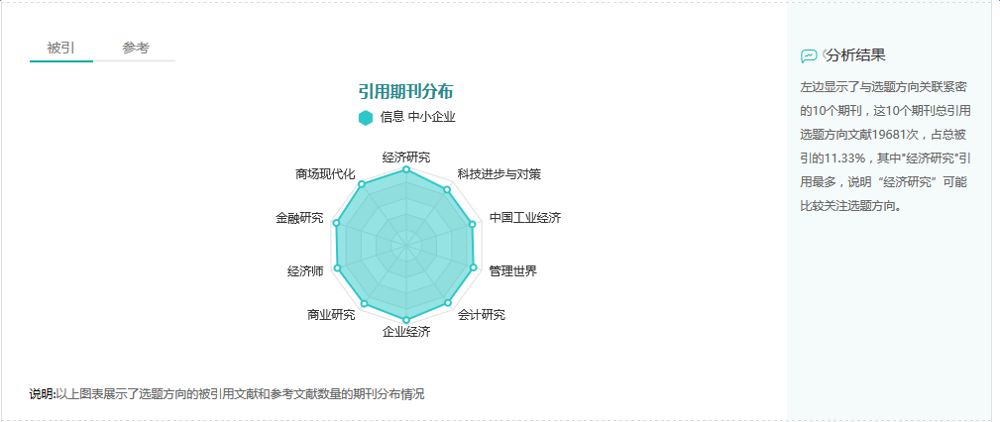 被引
参考
引用期刊分布
信息 中小企业
经济研究
商场现代化
科技进步与对策
金融研究
中国工业经济
经济师
管理世界
商业研究
会计研究
企业经济
说明:以上图表展示了选题方向的被引用文献和参考文献数量的期刊分布情况
分析结果
左边显示了与选题方向关联紧密
的10个期刊，这10个期刊总引用
选题方向文献19681次，占总被
引的11.33%，其中"经济研究"引
用最多，说明“经济研究”可能
比较关注选题方向。